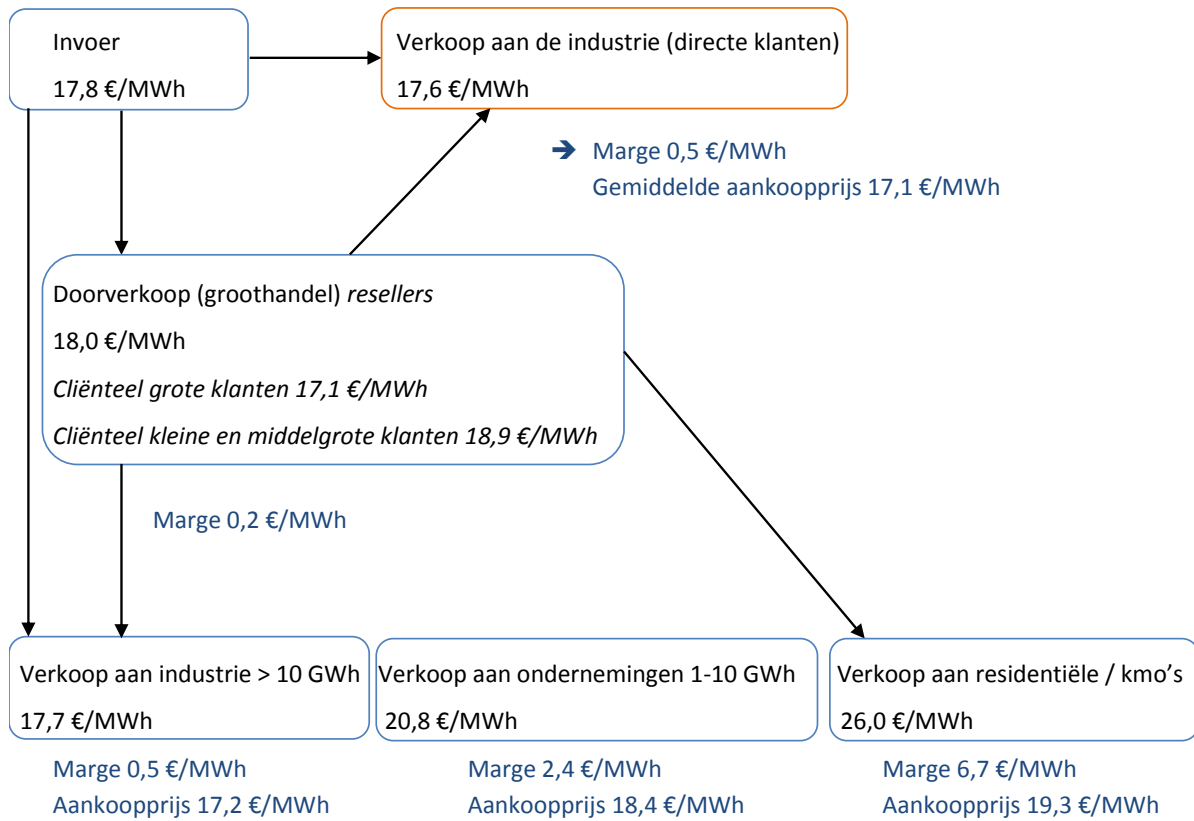 Invoer
17,8 €/MWh
Verkoop aan de industrie (directe klanten)
17,6 €/MWh
➔ Marge 0,5 €/MWh
Gemiddelde aankoopprijs 17,1 €/MWh
Doorverkoop (groothandel) resellers
18,0 €/MWh
Cliënteel grote klanten 17,1 €/MWh
Cliënteel kleine en middelgrote klanten 18,9 €/MWh
Marge 0,2 €/MWh
Verkoop aan industrie > 10 GWh
17,7 €/MWh
Marge 0,5 €/MWh
Aankoopprijs 17,2 €/MWh
Verkoop aan ondernemingen 1-10 GWh
20,8 €/MWh
Marge 2,4 €/MWh
Aankoopprijs 18,4 €/MWh
Verkoop aan residentiële / kmo’s
26,0 €/MWh
Marge 6,7 €/MWh
Aankoopprijs 19,3 €/MWh